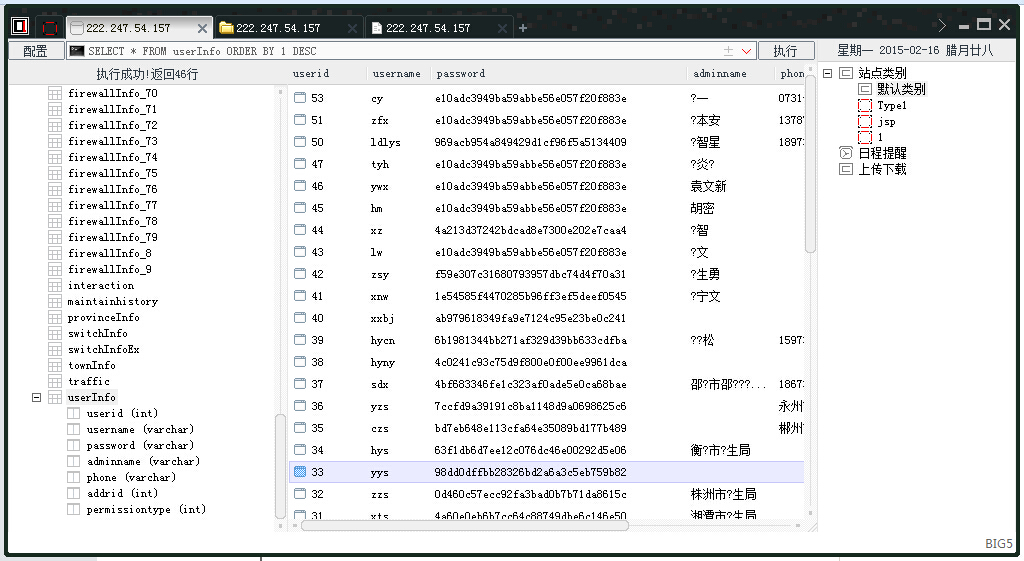 222.247.54.157
222.247.54.157
222.247.54.157
配置
SELECT * FROM userInfo ORDER BY 1 DESC
执行
星期一 2015-02-16 腊月廿八
执行成功!返回46行
firewallInfo_70
firewallInfo_71
firewallInfo_72
firewallInfo_73
firewallInfo_74
firewallInfo_75
firewallInfo_76
firewallInfo_77
firewallInfo_78
firewallInfo_79
firewallInfo_8
firewallInfo_9
interaction
maintainhistory
provinceInfo
switchInfo
switchInfoEx
townInfo
traffic
userInfo
userid (int)
username (varchar)
password (varchar)
adminname (varchar)
phone (varchar)
addrid (int)
permissiontype (int)
userid username password adminname phon
53 cy e10adc3949ba59abbe56e057f20f883e ?一 0731
51 zfx e10adc3949ba59abbe56e057f20f883e ?本安 1378
50 ldlys 969acb954a849429d1cf96f5a5134409 ?智星 1897
47 tyh e10adc3949ba59abbe56e057f20f883e ?炎?
46 ywx e10adc3949ba59abbe56e057f20f883e 袁文新
45 hm e10adc3949ba59abbe56e057f20f883e 胡密
44 xz 4a213d37242bdcad8e7300e202e7caa4 ?智
43 lw e10adc3949ba59abbe56e057f20f883e ?文
42 zsy f59e307c31680793957dbc74d4f70a31 ?生勇
41 xnw 1e54585f4470285b96ff3ef5deef0545 ?宁文
40 xxbj ab979618349fa9e7124c95e23be0c241
39 hycn 6b1981344bb271af329d39bb633cdfba ??松 1597
38 hyny 4c0241c93c75d9f800e0f00ee9961dca
37 sdx 4bf683346fe1c323af0ade5e0ca68bae 邵?市邵???... 1867
36 yzs 7ccfd9a39191c8ba1148d9a0698625c6 永州
35 czs bd7eb648e113cfa64e35089bd177b489 郴州
34 hys 63f1db6d7ee12c076dc46e00292d5e06 衡?市?生局
33 yys 98dd0dffbb28326bd2a6a3c5eb759b82
32 zzs 0d460c57ecc92fa3bad0b7b71da8615c 株洲市?生局
31 xts 4a60e0eb6b7cc64c88749dbe6c146e50 湘潭市?生局
站点类别
默认类别
Type1
jsp
1
日程提醒
上传下载
BIG5